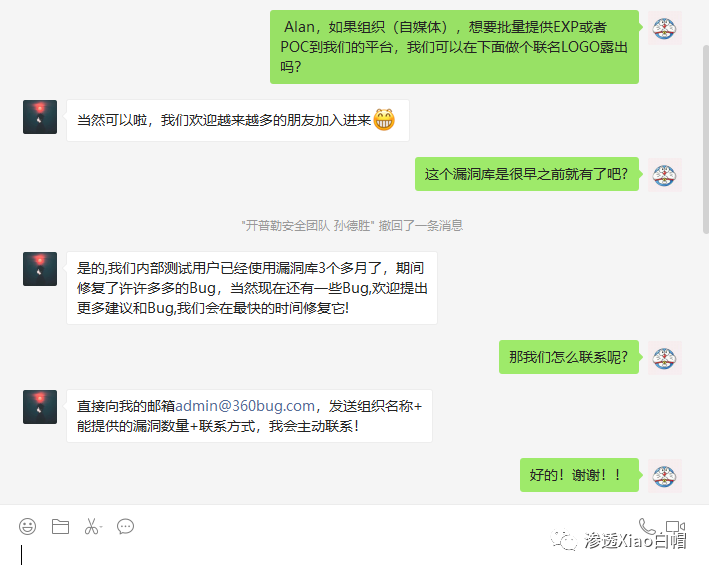 Alan，如果组织（自媒体），想要批量提供EXP或者
POC到我们的平台，我们可以在下面做个联名LOGO露出
吗?
当然可以啦，我们欢迎越来越多的朋友加入进来
这个漏洞库是很早之前就有了吧?
"开普勒安全团队 孙德胜" 撤回了一条消息
是的,我们内部测试用户已经使用漏洞库3个多月了，期间
修复了许许多多的Bug，当然现在还有一些Bug,欢迎提出
更多建议和Bug,我们会在最快的时间修复它!
那我们怎么联系呢?
直接向我的邮箱admin@360bug.com，发送组织名称+
能提供的漏洞数量+联系方式，我会主动联系！
好的！谢谢！！
渗透Xiao白帽